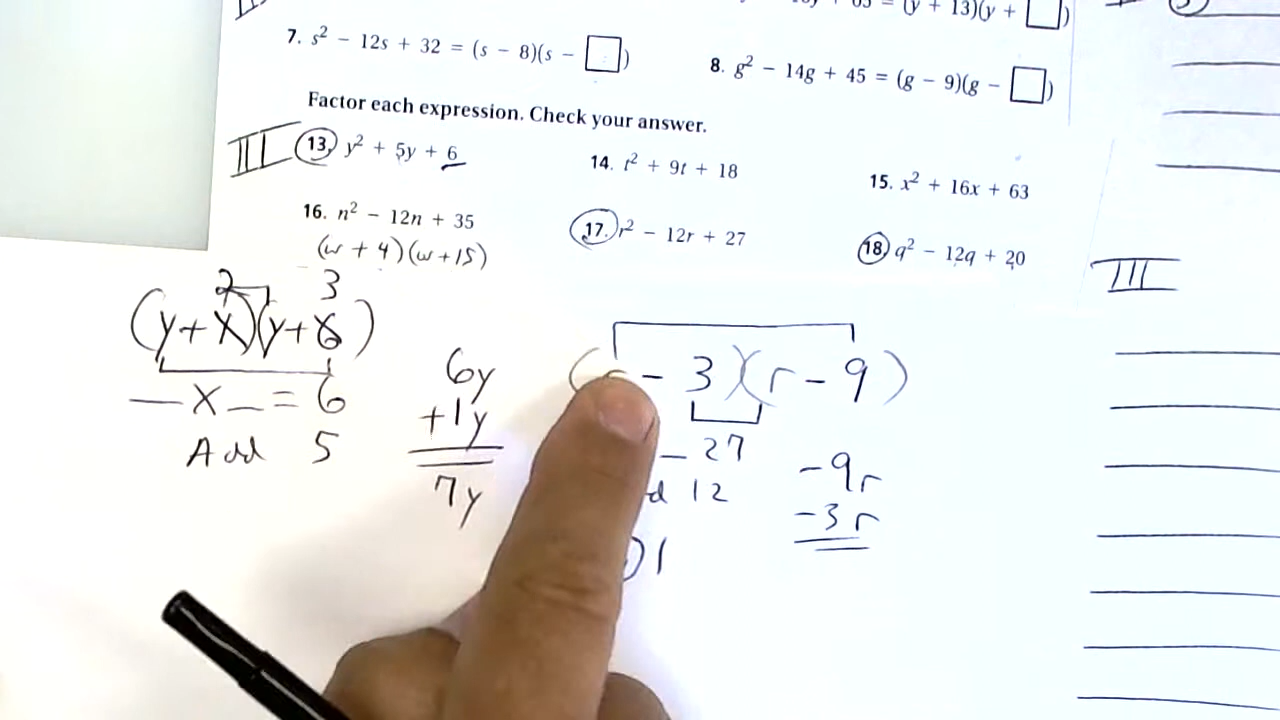 = (y + 13)(y + □)
7. s² − 12s + 32 = (s − 8)(s − □)
8. g² − 14g + 45 = (g − 9)(g − □)
Factor each expression. Check your answer.
III
13. y² + 5y + 6
14. t² + 9t + 18
15. x² + 16x + 63
16. n² − 12n + 35
17. r² − 12r + 27
18. q² − 12q + 20
(w + 4)(w + 15)
III
2 3
(y + )(y + )
_ x _ = 6
Add 5
6y
+1y
7y
− 3)(r − 9)
27
12
−9r
−3r